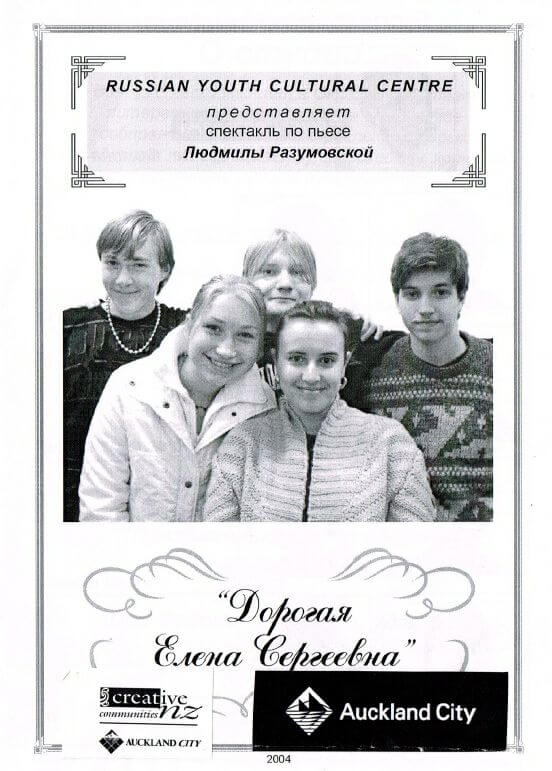 RUSSIAN YOUTH CULTURAL CENTRE
представляет
спектакль по пьесе
Людмилы Разумовской
“Дорогая
Елена Сергеевна”
creative
communities nz
AUCKLAND CITY
Auckland City
2004